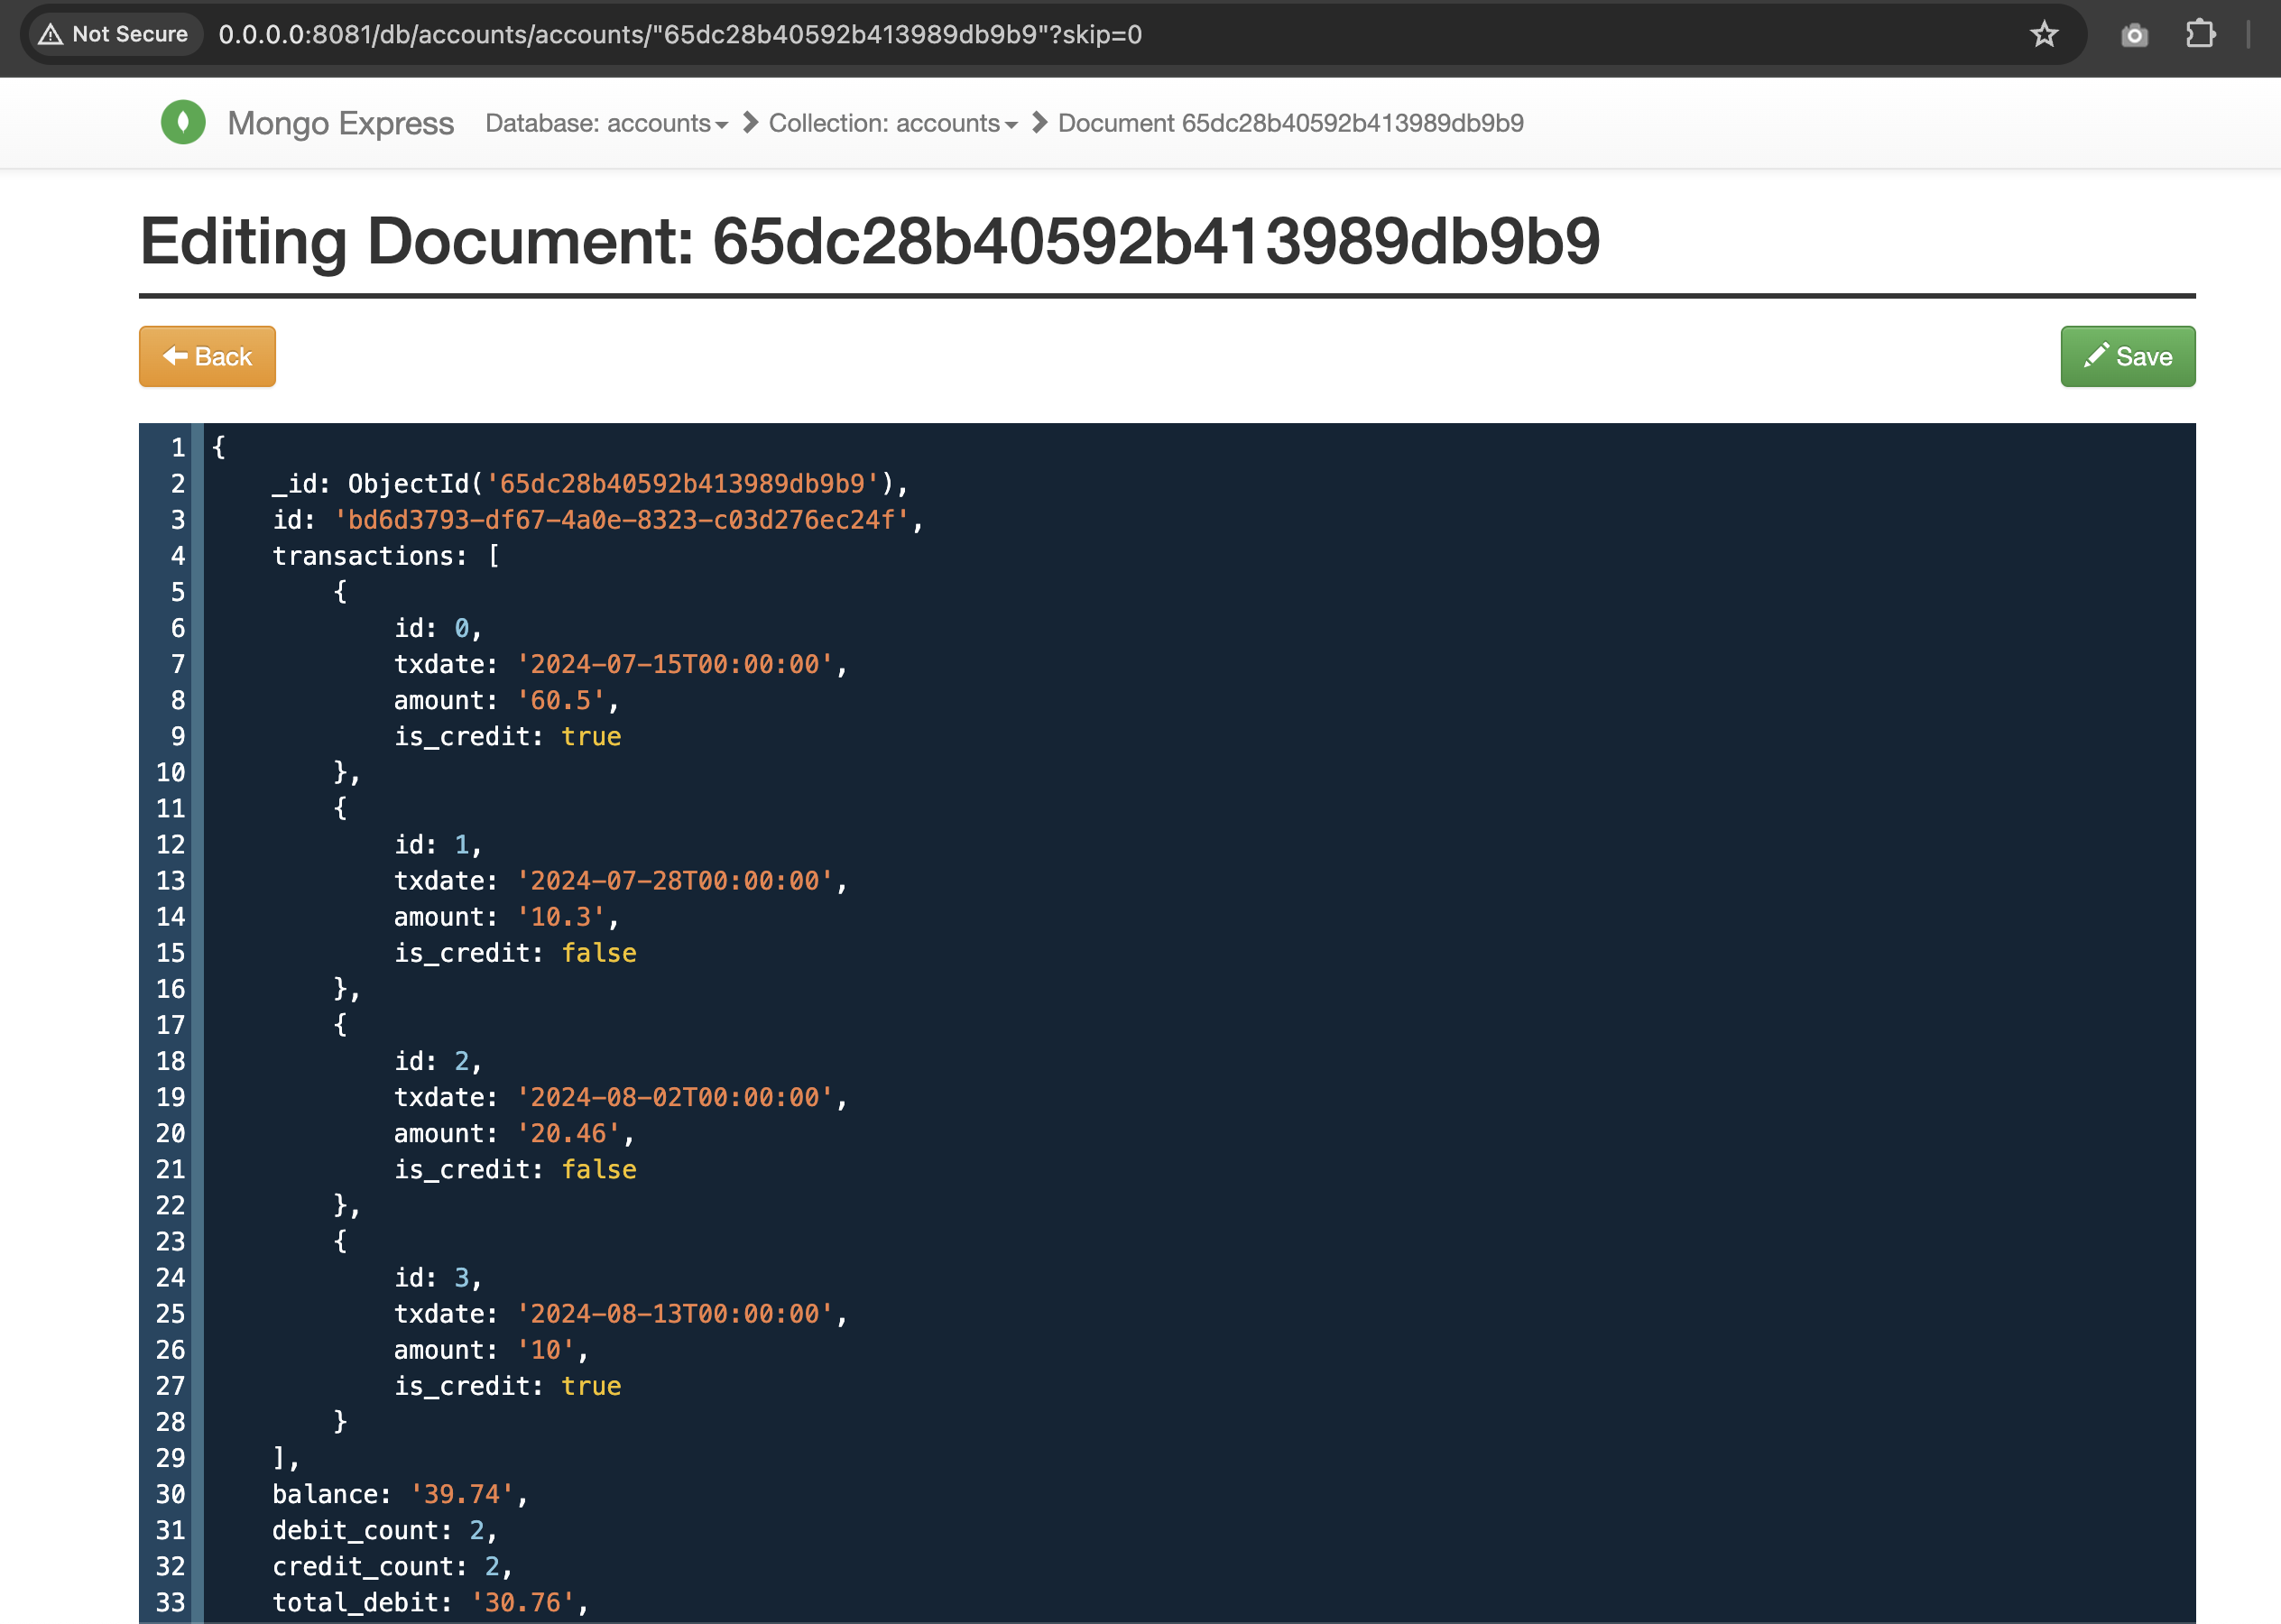 Not Secure 0.0.0.0:8081/db/accounts/accounts/"65dc28b40592b413989db9b9"?skip=0
Mongo Express Database: accounts Collection: accounts Document 65dc28b40592b413989db9b9
Editing Document: 65dc28b40592b413989db9b9
Back Save
1 {
2 _id: ObjectId('65dc28b40592b413989db9b9'),
3 id: 'bd6d3793-df67-4a0e-8323-c03d276ec24f',
4 transactions: [
5 {
6 id: 0,
7 txdate: '2024-07-15T00:00:00',
8 amount: '60.5',
9 is_credit: true
10 },
11 {
12 id: 1,
13 txdate: '2024-07-28T00:00:00',
14 amount: '10.3',
15 is_credit: false
16 },
17 {
18 id: 2,
19 txdate: '2024-08-02T00:00:00',
20 amount: '20.46',
21 is_credit: false
22 },
23 {
24 id: 3,
25 txdate: '2024-08-13T00:00:00',
26 amount: '10',
27 is_credit: true
28 }
29 ],
30 balance: '39.74',
31 debit_count: 2,
32 credit_count: 2,
33 total_debit: '30.76',